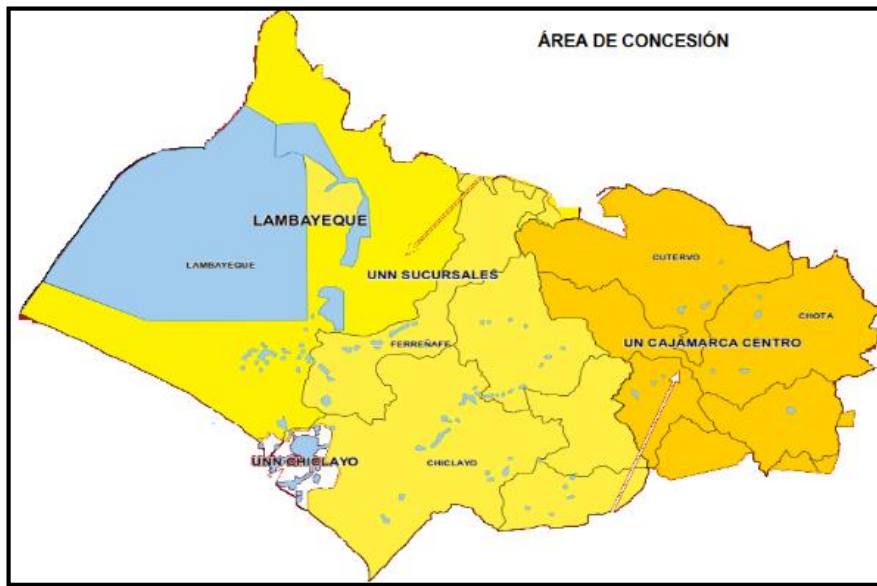 ÁREA DE CONCESIÓN
LAMBAYEQUE
LAMBAYEQUE
CUTERVO
UNN SUCURSALES
CHOTA
FERREÑAFE
UN CAJAMARCA CENTRO
UNN CHICLAYO
CHICLAYO